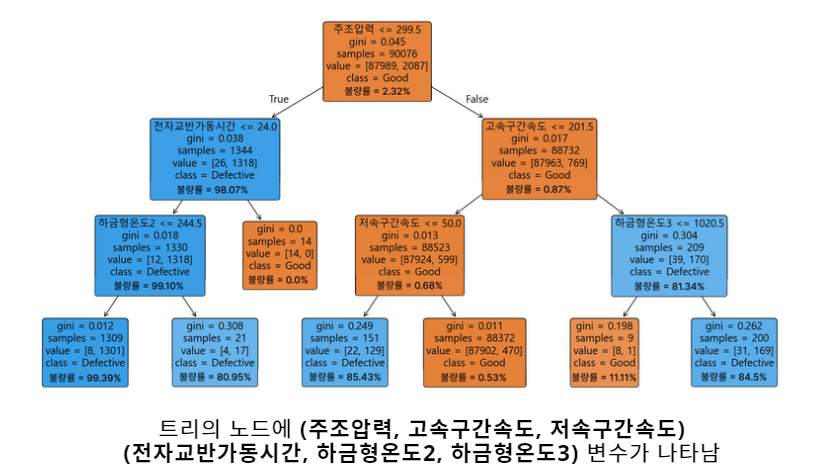 주조압력 <= 299.5
gini = 0.045
samples = 90076
value = [87989, 2087]
class = Good
불량률 = 2.32%
True
False
전자교반가동시간 <= 24.0
gini = 0.038
samples = 1344
value = [26, 1318]
class = Defective
불량률 = 98.07%
고속구간속도 <= 201.5
gini = 0.017
samples = 88732
value = [87963, 769]
class = Good
불량률 = 0.87%
하금형온도2 <= 244.5
gini = 0.018
samples = 1330
value = [12, 1318]
class = Defective
불량률 = 99.10%
gini = 0.0
samples = 14
value = [14, 0]
class = Good
불량률 = 0.0%
저속구간속도 <= 50.0
gini = 0.013
samples = 88523
value = [87924, 599]
class = Good
불량률 = 0.68%
하금형온도3 <= 1020.5
gini = 0.304
samples = 209
value = [39, 170]
class = Defective
불량률 = 81.34%
gini = 0.012
samples = 1309
value = [8, 1301]
class = Defective
불량률 = 99.39%
gini = 0.308
samples = 21
value = [4, 17]
class = Defective
불량률 = 80.95%
gini = 0.249
samples = 151
value = [22, 129]
class = Defective
불량률 = 85.43%
gini = 0.011
samples = 88372
value = [87902, 470]
class = Good
불량률 = 0.53%
gini = 0.198
samples = 9
value = [8, 1]
class = Good
불량률 = 11.11%
gini = 0.262
samples = 200
value = [31, 169]
class = Defective
불량률 = 84.5%
트리의 노드에 (주조압력, 고속구간속도, 저속구간속도)
(전자교반가동시간, 하금형온도2, 하금형온도3) 변수가 나타남